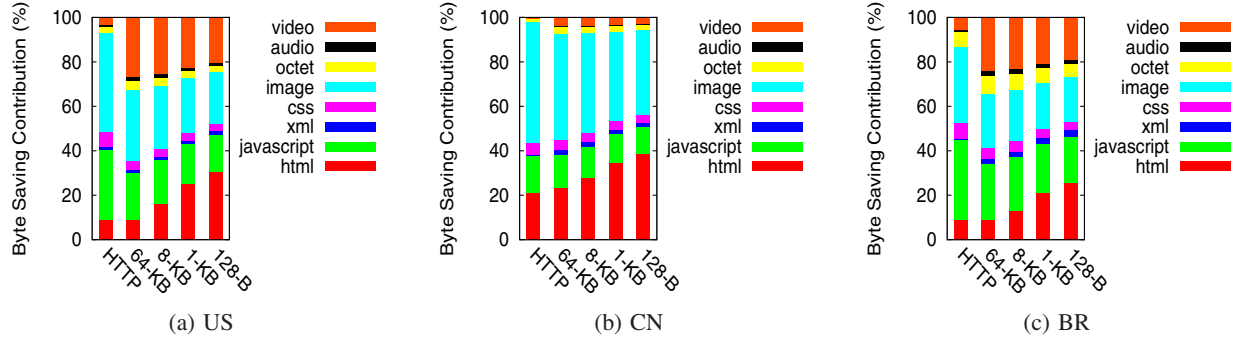 Byte Saving Contribution (%)
100
80
60
40
20
0
HTTP
64-KB
8-KB
1-KB
128-B
video
audio
octet
image
css
xml
javascript
html
(a) US
Byte Saving Contribution (%)
100
80
60
40
20
0
HTTP
64-KB
8-KB
1-KB
128-B
video
audio
octet
image
css
xml
javascript
html
(b) CN
Byte Saving Contribution (%)
100
80
60
40
20
0
HTTP
64-KB
8-KB
1-KB
128-B
video
audio
octet
image
css
xml
javascript
html
(c) BR